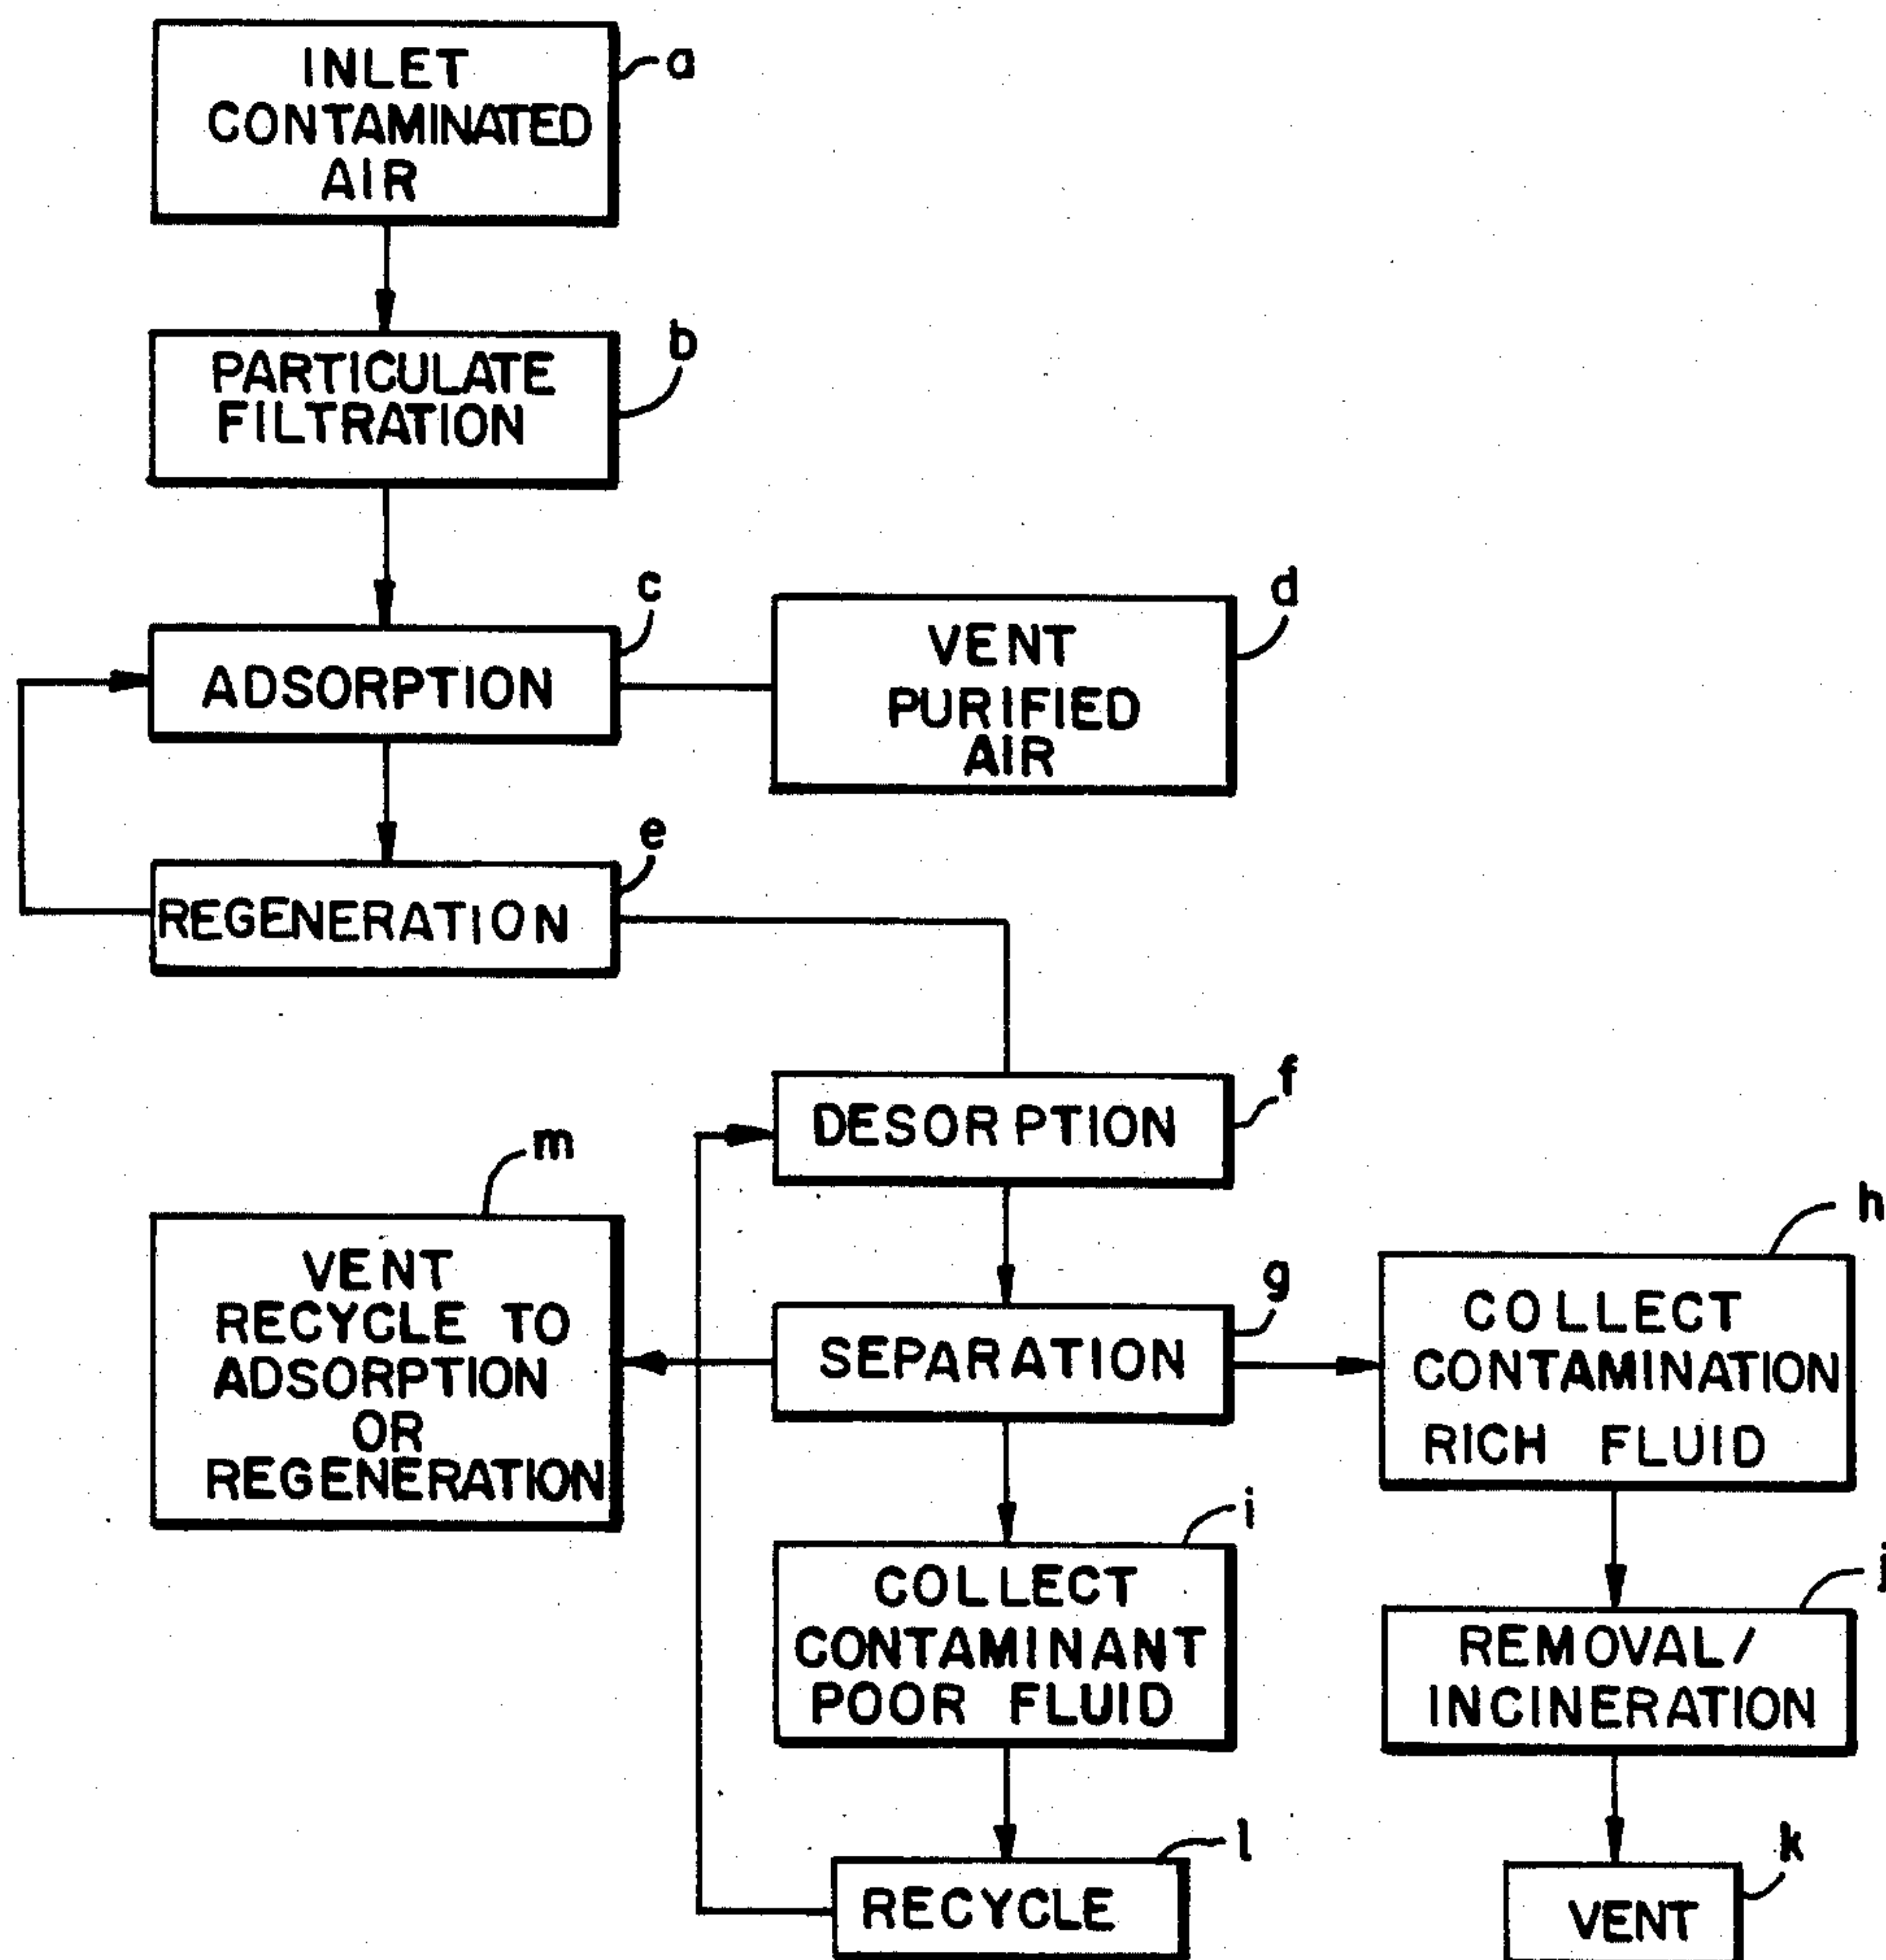 INLET
CONTAMINATED
AIR
a
PARTICULATE
FILTRATION
b
ADSORPTION
c
VENT
PURIFIED
AIR
d
REGENERATION
e
DESORPTION
f
VENT
RECYCLE TO
ADSORPTION
OR
REGENERATION
m
SEPARATION
g
COLLECT
CONTAMINATION
RICH FLUID
h
COLLECT
CONTAMINANT
POOR FLUID
i
REMOVAL/
INCINERATION
j
RECYCLE
l
VENT
k